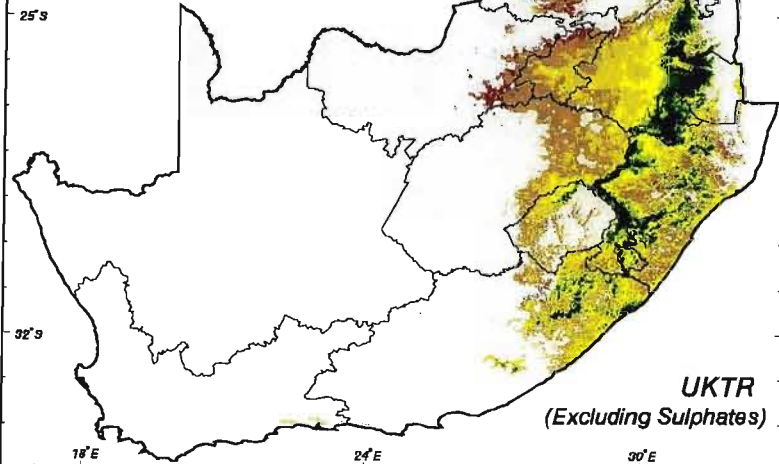 25°S
32°S
UKTR
(Excluding Sulphates)
18°E
24°E
30°E